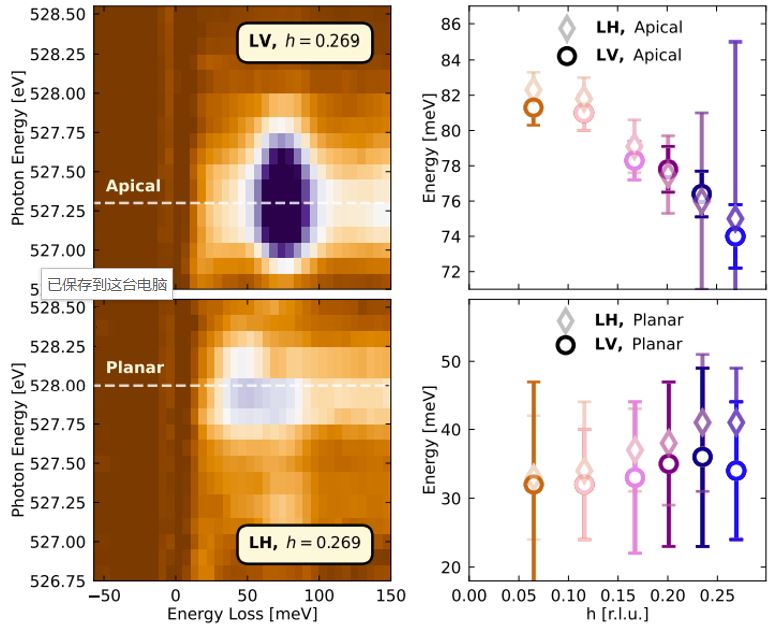 528.50
528.25
528.00
527.75
527.50
527.25
527.00
Photon Energy [eV]
LV, h = 0.269
Apical
已保存到这台电脑
528.50
528.25
528.00
527.75
527.50
527.25
527.00
526.75
Photon Energy [eV]
Planar
LH, h = 0.269
−50 0 50 100 150
Energy Loss [meV]
86
84
82
80
78
76
74
72
Energy [meV]
LH, Apical
LV, Apical
50
40
30
20
Energy [meV]
LH, Planar
LV, Planar
0.00 0.05 0.10 0.15 0.20 0.25
h [r.l.u.]